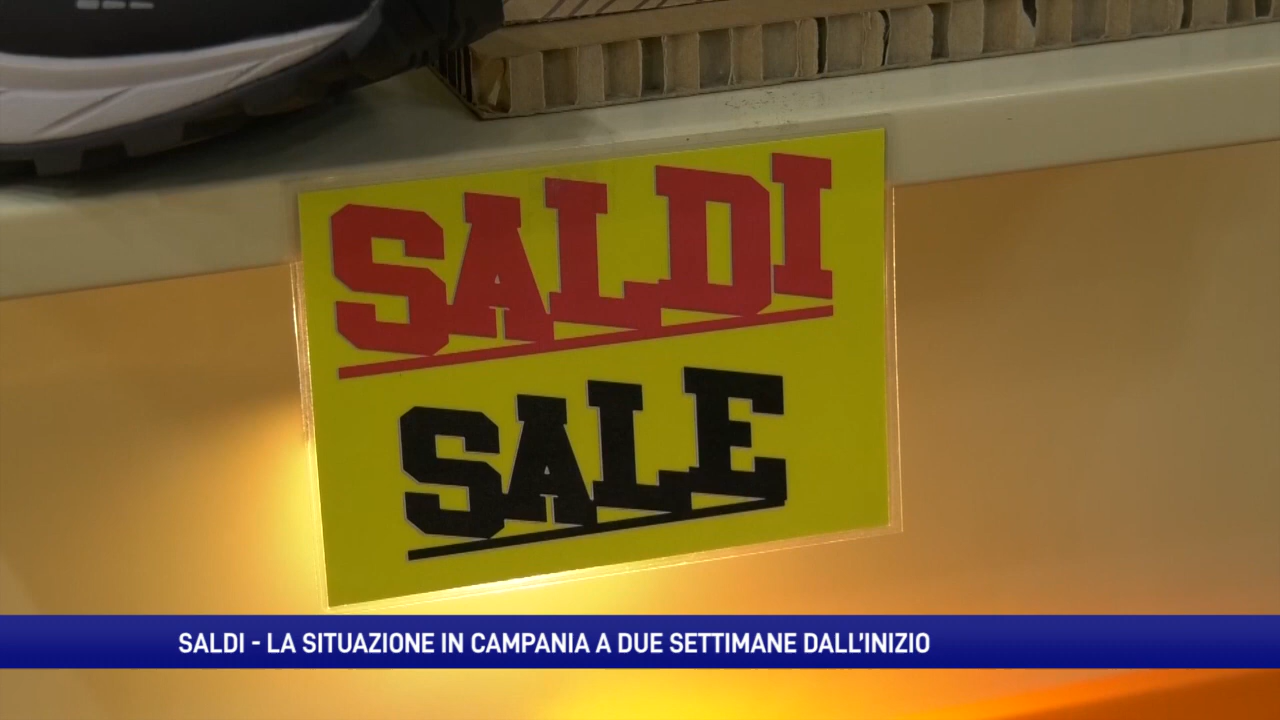 SALDI
SALE
SALDI - LA SITUAZIONE IN CAMPANIA A DUE SETTIMANE DALL'INIZIO